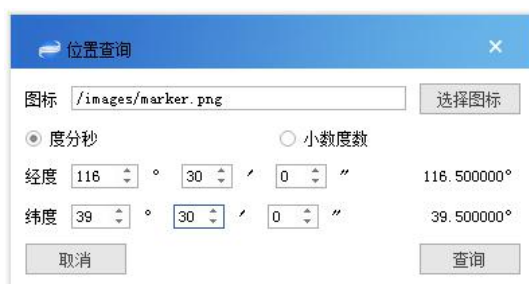 位置查询
图标 /images/marker.png 选择图标
度分秒 小数度数
经度 116 ° 30 ′ 0 ″ 116.500000°
纬度 39 ° 30 ′ 0 ″ 39.500000°
取消 查询